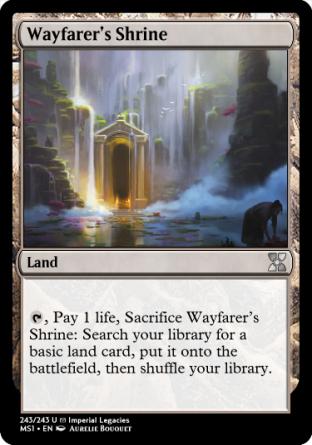 Wayfarer's Shrine
Land
, Pay 1 life, Sacrifice Wayfarer's
Shrine: Search your library for a
basic land card, put it onto the
battlefield, then shuffle your library.
243/243 U Imperial Legacies
MS1 • EN Aurelie Bouquet